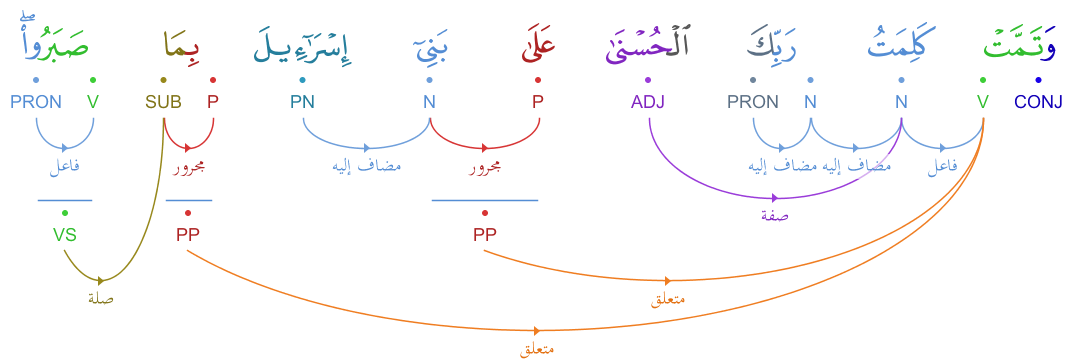 وَتَمَّتْ كَلِمَتُ رَبِّكَ ٱلْحُسْنَىٰ عَلَىٰ بَنِىٓ إِسْرَٰٓءِيلَ بِمَا صَبَرُوا۟ ۖ
CONJ V N N PRON ADJ P N PN P SUB V PRON
فاعل مضاف إليه مضاف إليه مجرور مضاف إليه مجرور فاعل
صفة
PP PP VS
متعلق صلة
متعلق